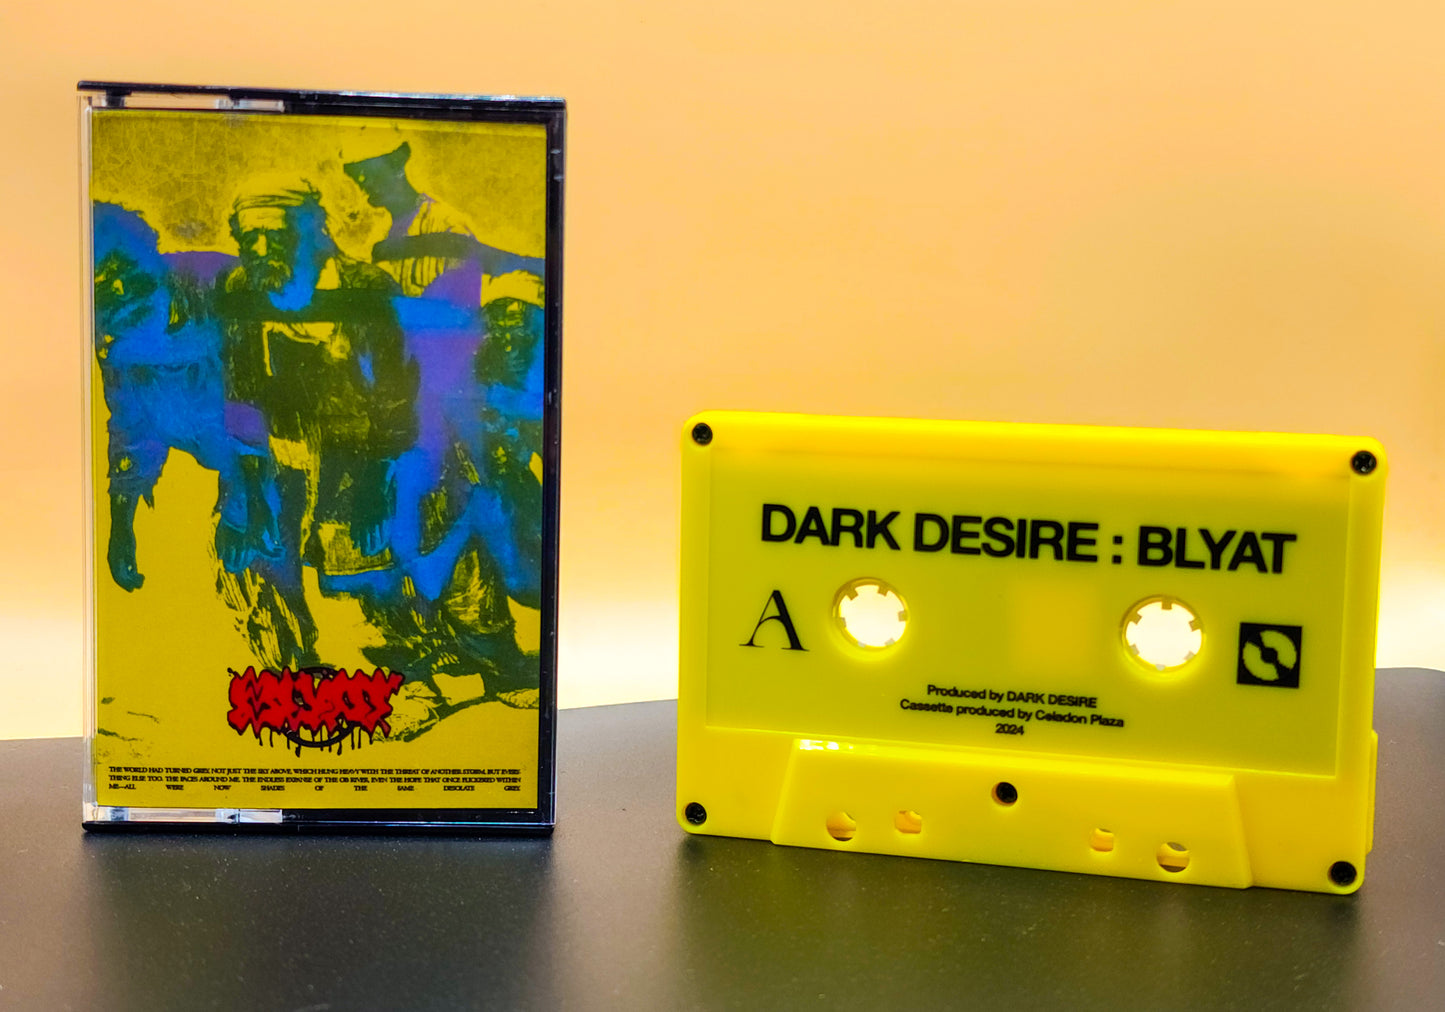 BLYAT
THE WORLD HAD TURNED GREY. NOT JUST THE SKY ABOVE, WHICH HUNG HEAVY WITH THE THREAT OF ANOTHER STORM, BUT EVERY-
THING ELSE TOO. THE FACES AROUND ME, THE ENDLESS EXPANSE OF THE OB RIVER, EVEN THE HOPE THAT ONCE FLICKERED WITHIN
ME—ALL WERE NOW SHADES OF THE SAME DESOLATE GREY.
DARK DESIRE : BLYAT
A
Produced by DARK DESIRE
Cassette produced by Celadon Plaza
2024